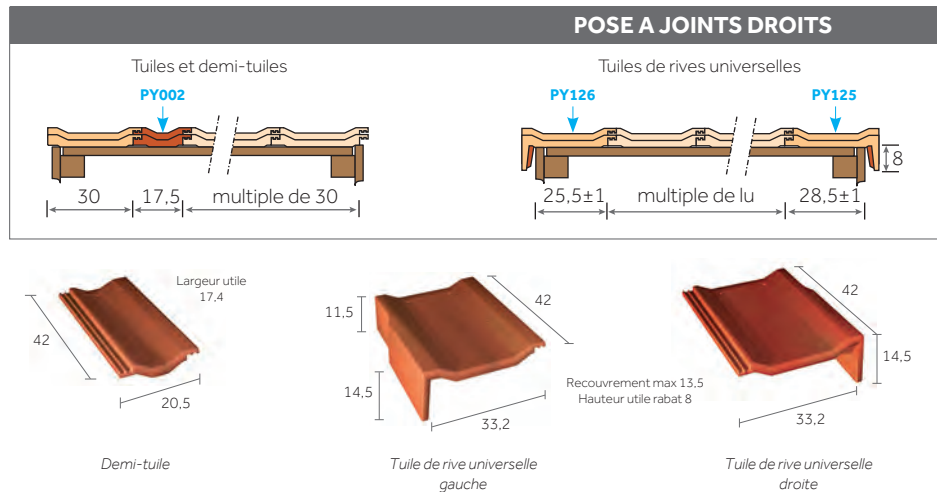 POSE A JOINTS DROITS
Tuiles et demi-tuiles
PY002
30
17,5
multiple de 30
Tuiles de rives universelles
PY126
PY125
8
25,5±1
multiple de lu
28,5±1
Largeur utile
17,4
42
20,5
Demi-tuile
11,5
42
14,5
33,2
Tuile de rive universelle
gauche
Recouvrement max 13,5
Hauteur utile rabat 8
42
14,5
33,2
Tuile de rive universelle
droite